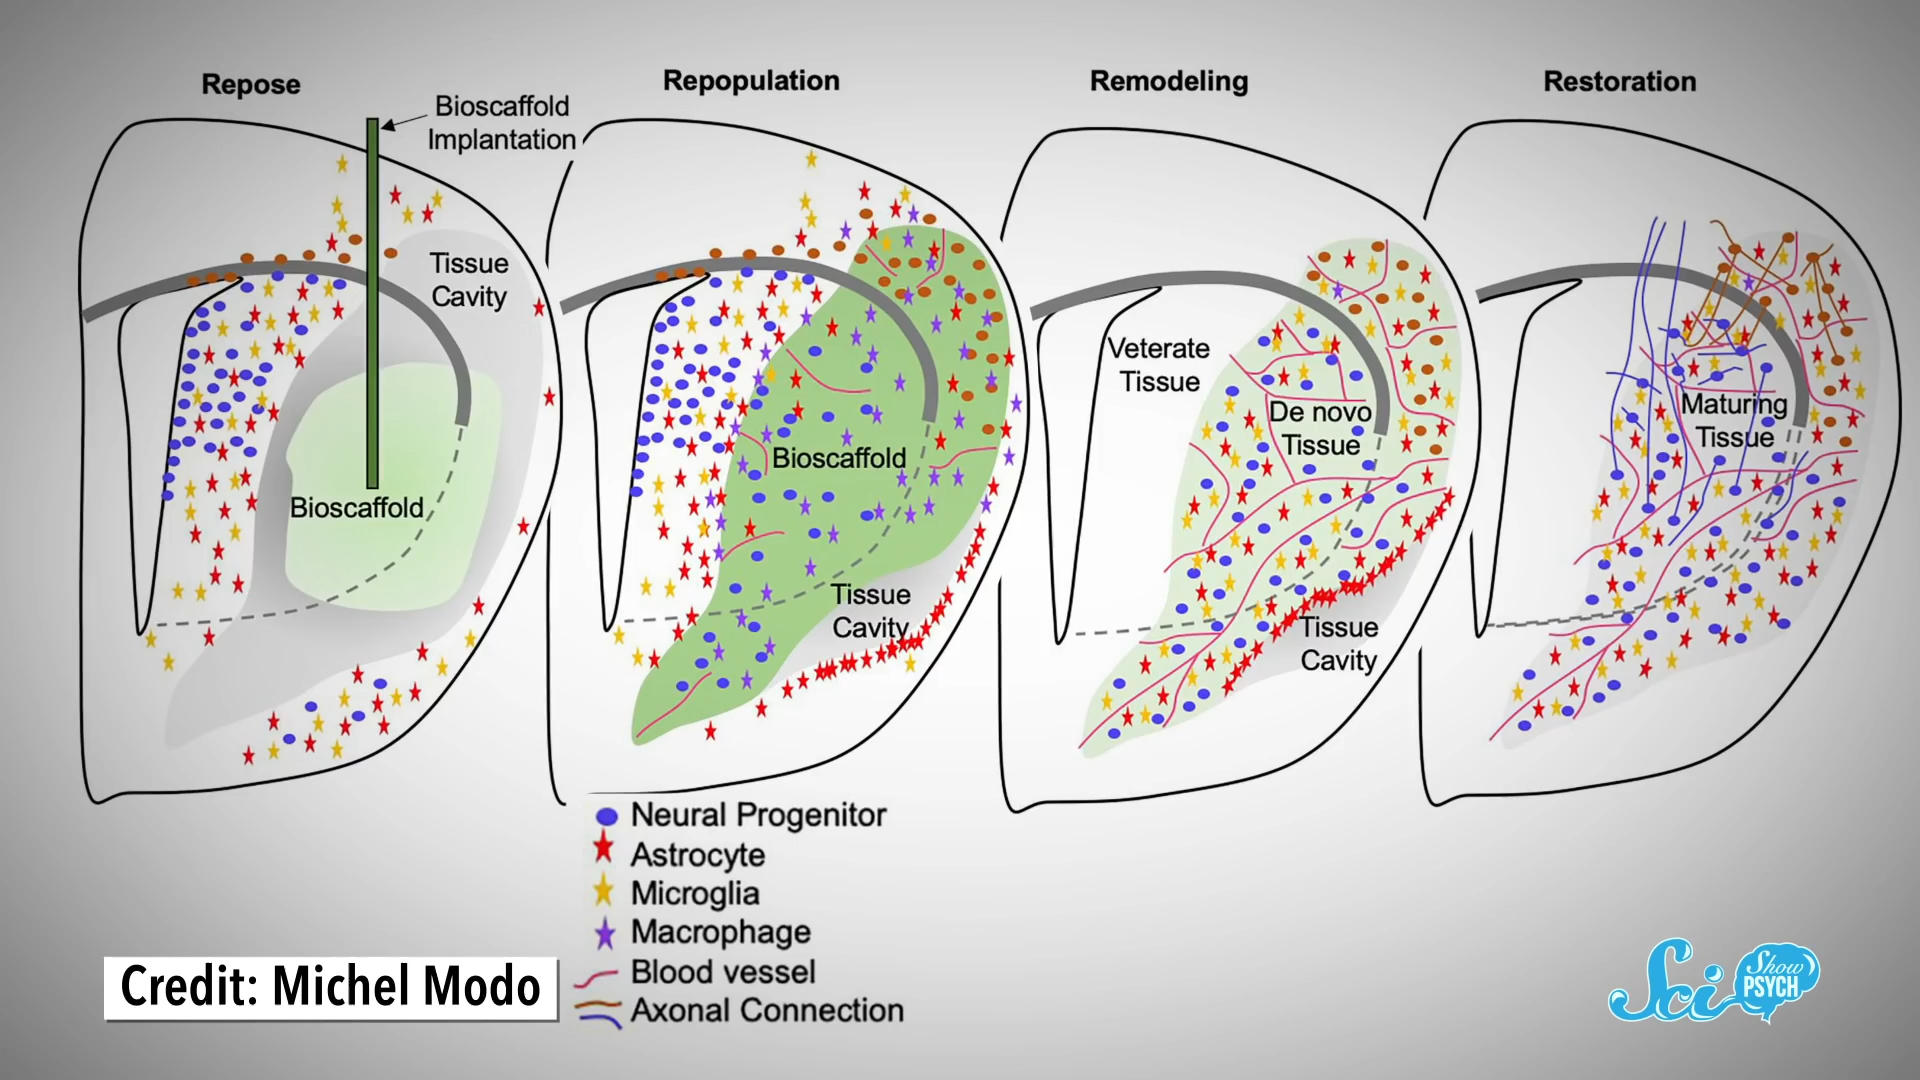 Repose
Repopulation
Remodeling
Restoration
Bioscaffold
Implantation
Tissue
Cavity
Bioscaffold
Bioscaffold
Tissue
Cavity
Veterate
Tissue
De novo
Tissue
Tissue
Cavity
Maturing
Tissue
Neural Progenitor
Astrocyte
Microglia
Macrophage
Blood vessel
Axonal Connection
Credit: Michel Modo
Sci
Show
PSYCH